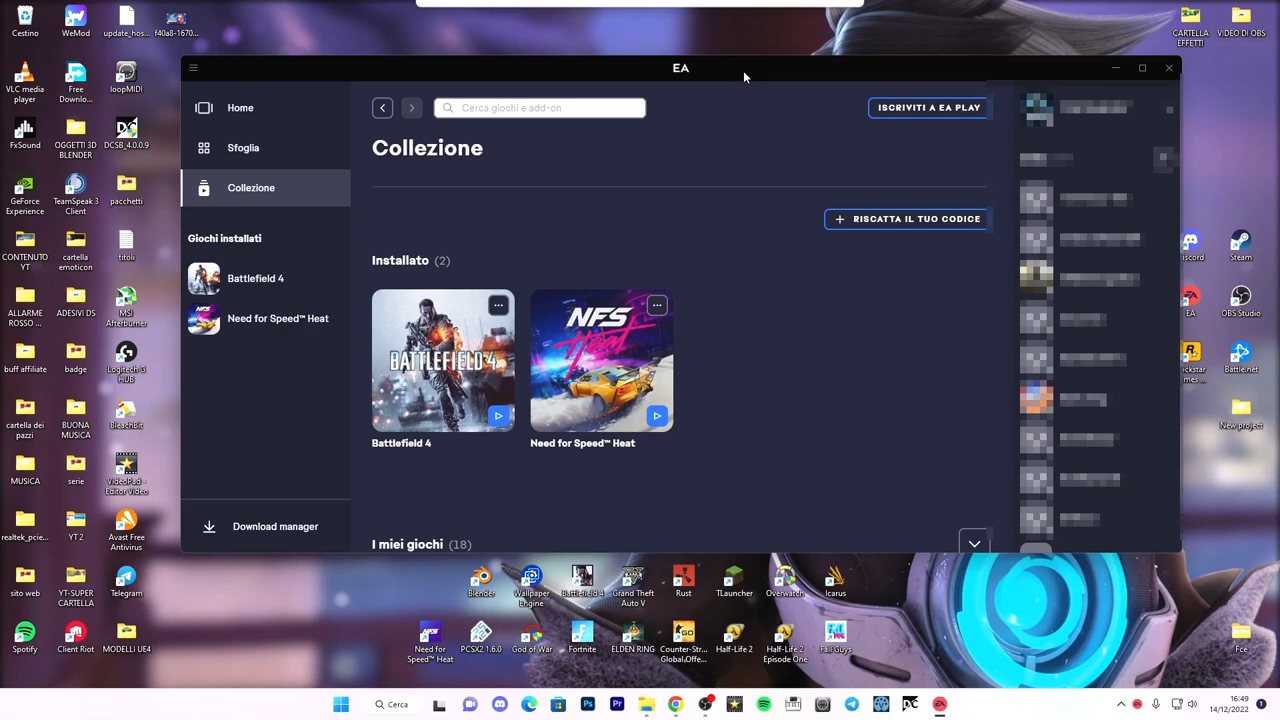 Cestino
WeMod
update_hos...
f40a8-1670...
CARTELLA
EFFETTI
VIDEO DI OBS
VLC media
player
Free
Downlo...
loopMIDI
FxSound
OGGETTI 3D
BLENDER
DCSB_4.0.0.9
GeForce
Experience
TeamSpeak 3
Client
pacchetti
CONTENUTO
YT
cartella
emoticon
titoli
ALLARME
ROSSO ...
ADESIVI DS
MSI
Afterburner
buff affiliate
badge
Logitech G
HUB
cartella dei
pazzi
BUONA
MUSICA
BleachBit
MUSICA
serie
VideoPad -
Editor Video
realtek_pcie...
YT 2
Avast Free
Antivirus
sito web
YT-SUPER
CARTELLA
Telegram
Spotify
Client Riot
MODELLI UE4
EA
Home
Sfoglia
Collezione
Giochi installati
Battlefield 4
Need for Speed™ Heat
Download manager
Cerca giochi e add-on
ISCRIVITI A EA PLAY
Collezione
RISCATTA IL TUO CODICE
Installato (2)
BATTLEFIELD 4
NFS
Heat
Battlefield 4
Need for Speed™ Heat
I miei giochi (18)
Discord
Steam
EA
OBS Studio
Rockstar
Games ...
Battle.net
New project
Fce
Blender
Wallpaper
Engine
Battlefield 4
Grand Theft
Auto V
Rust
TLauncher
Overwatch
Icarus
Need for
Speed™ Heat
PCSX2 1.6.0
God of War
Fortnite
ELDEN RING
Counter-Str...
Global Offe...
Half-Life 2
Half-Life 2
Episode One
Fall Guys
Cerca
16:49
14/12/2022